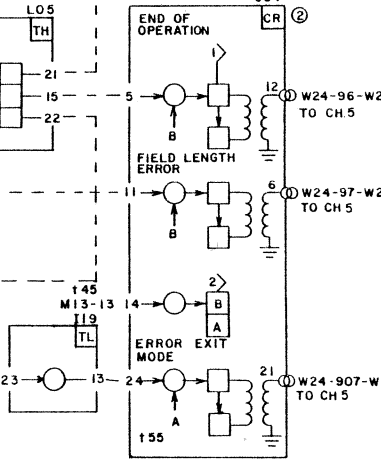 L05
TH
CR
2
END OF
OPERATION
1
21
15
5
12
W24-96-W2
TO CH.5
22
B
FIELD LENGTH
ERROR
11
6
W24-97-W2
TO CH 5
B
t45
2
M13-13
14
B
I19
TL
A
ERROR EXIT
MODE
23
13
24
21
W24-907-W
TO CH5
A
t55